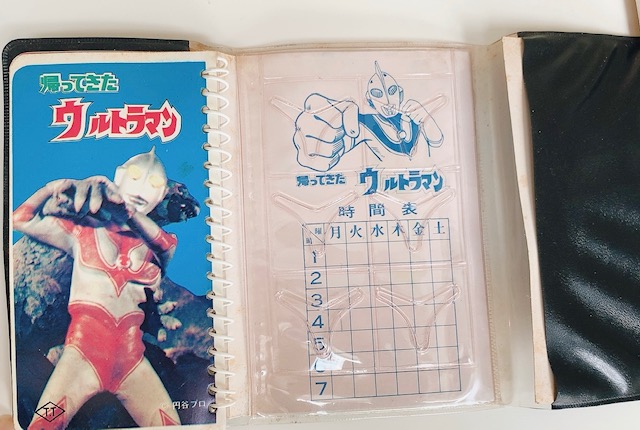 帰ってきた
ウルトラマン
円谷プロ
TT
帰ってきた ウルトラマン
時間表
曜 月 火 水 木 金 土
1
2
3
4
5
6
7